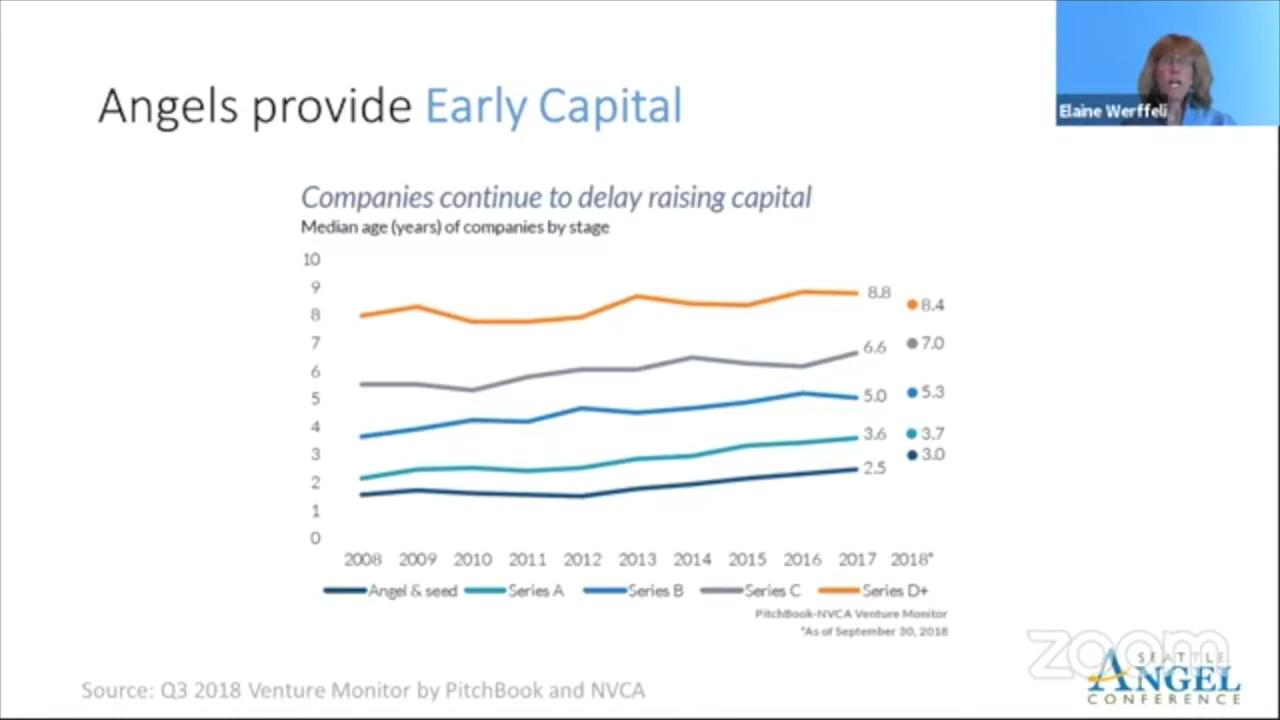 Elaine Werffeli
Angels provide Early Capital
Companies continue to delay raising capital
Median age (years) of companies by stage
10
9
8
7
6
5
4
3
2
1
0
8.8
8.4
6.6
7.0
5.0
5.3
3.6
3.7
2.5
3.0
2008 2009 2010 2011 2012 2013 2014 2015 2016 2017 2018*
Angel & seed Series A Series B Series C Series D+
PitchBook-NVCA Venture Monitor
*As of September 30, 2018
Source: Q3 2018 Venture Monitor by PitchBook and NVCA
zoom
SEATTLE
ANGEL
CONFERENCE